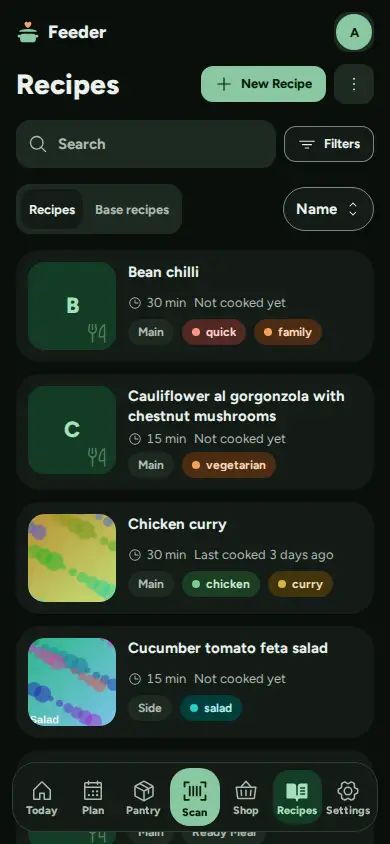 Feeder
A
Recipes
New Recipe
Search
Filters
Recipes
Base recipes
Name
B
Bean chilli
30 min Not cooked yet
Main
quick
family
C
Cauliflower al gorgonzola with
chestnut mushrooms
15 min Not cooked yet
Main
vegetarian
Chicken curry
30 min Last cooked 3 days ago
Main
chicken
curry
Salad
Cucumber tomato feta salad
15 min Not cooked yet
Side
salad
Today
Plan
Pantry
Scan
Shop
Recipes
Settings
Main
Ready Meal